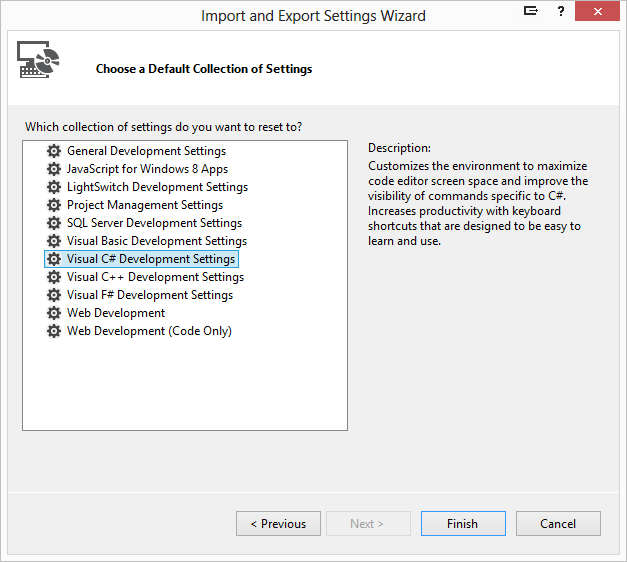 Import and Export Settings Wizard
?
Choose a Default Collection of Settings
Which collection of settings do you want to reset to?
General Development Settings
JavaScript for Windows 8 Apps
LightSwitch Development Settings
Project Management Settings
SQL Server Development Settings
Visual Basic Development Settings
Visual C# Development Settings
Visual C++ Development Settings
Visual F# Development Settings
Web Development
Web Development (Code Only)
Description:
Customizes the environment to maximize
code editor screen space and improve the
visibility of commands specific to C#.
Increases productivity with keyboard
shortcuts that are designed to be easy to
learn and use.
< Previous
Next >
Finish
Cancel